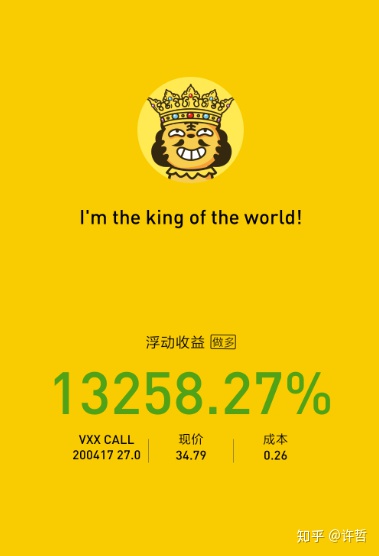 I'm the king of the world!
浮动收益 做多
13258.27%
VXX CALL 现价 成本
200417 27.0 34.79 0.26
知乎 @许哲